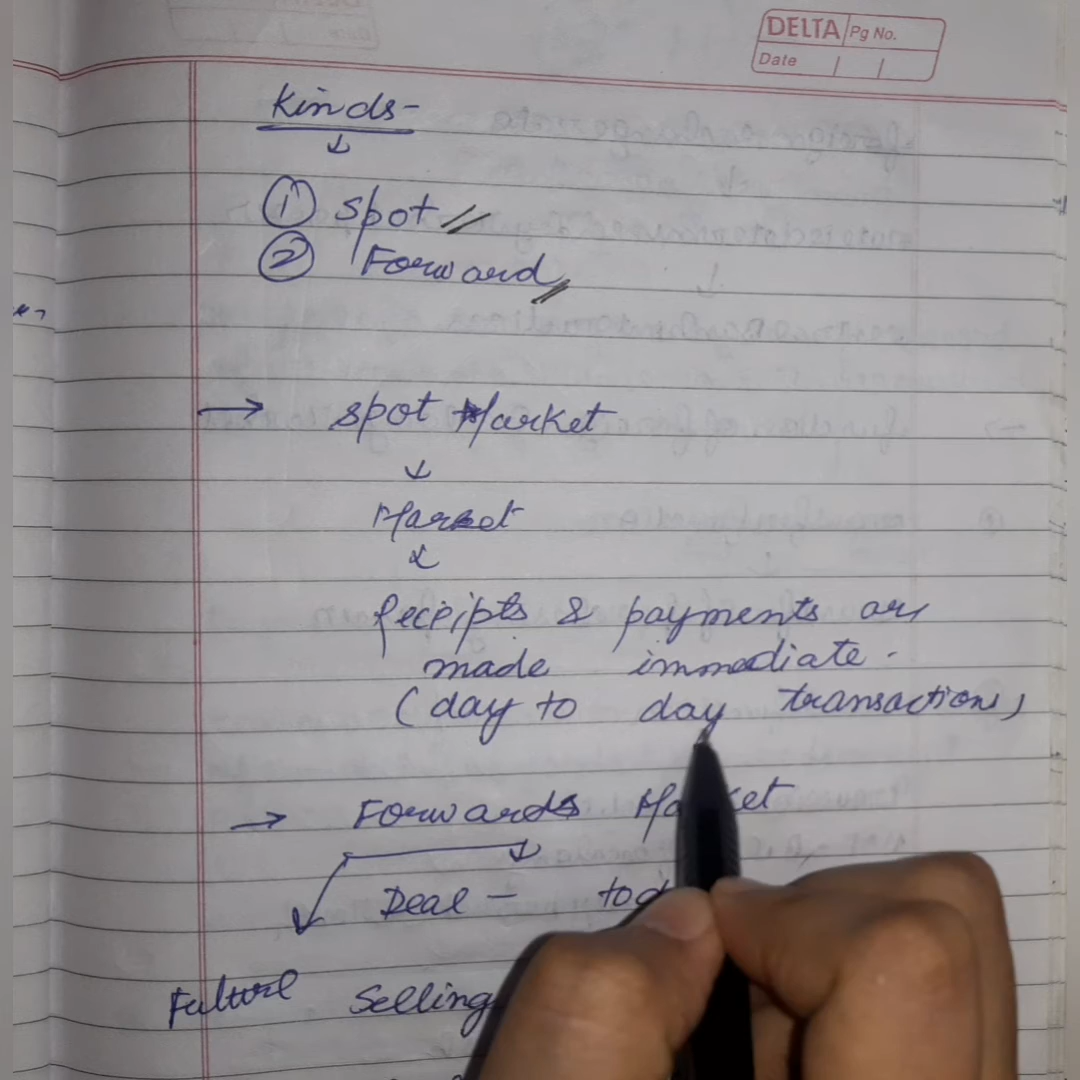 DELTA Pg No.
Date
Kinds-
① Spot
② Forward
→ Spot Market
Market
Receipts & payments are
made immediate.
(day to day transactions)
→ Forwards
Deal -
Future Selling